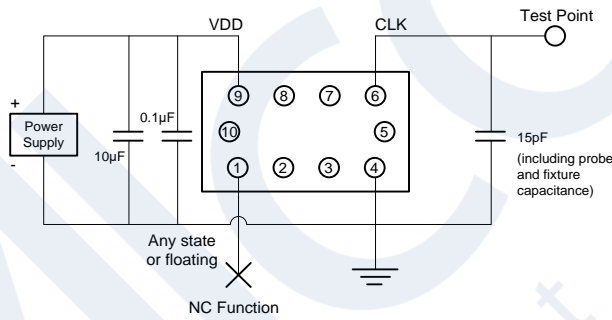 Test Point
VDD
CLK
9
8
7
6
+
Power
Supply
-
0.1µF
10µF
10
5
15pF
(including probe
and fixture
capacitance)
1
2
3
4
Any state
or floating
NC Function